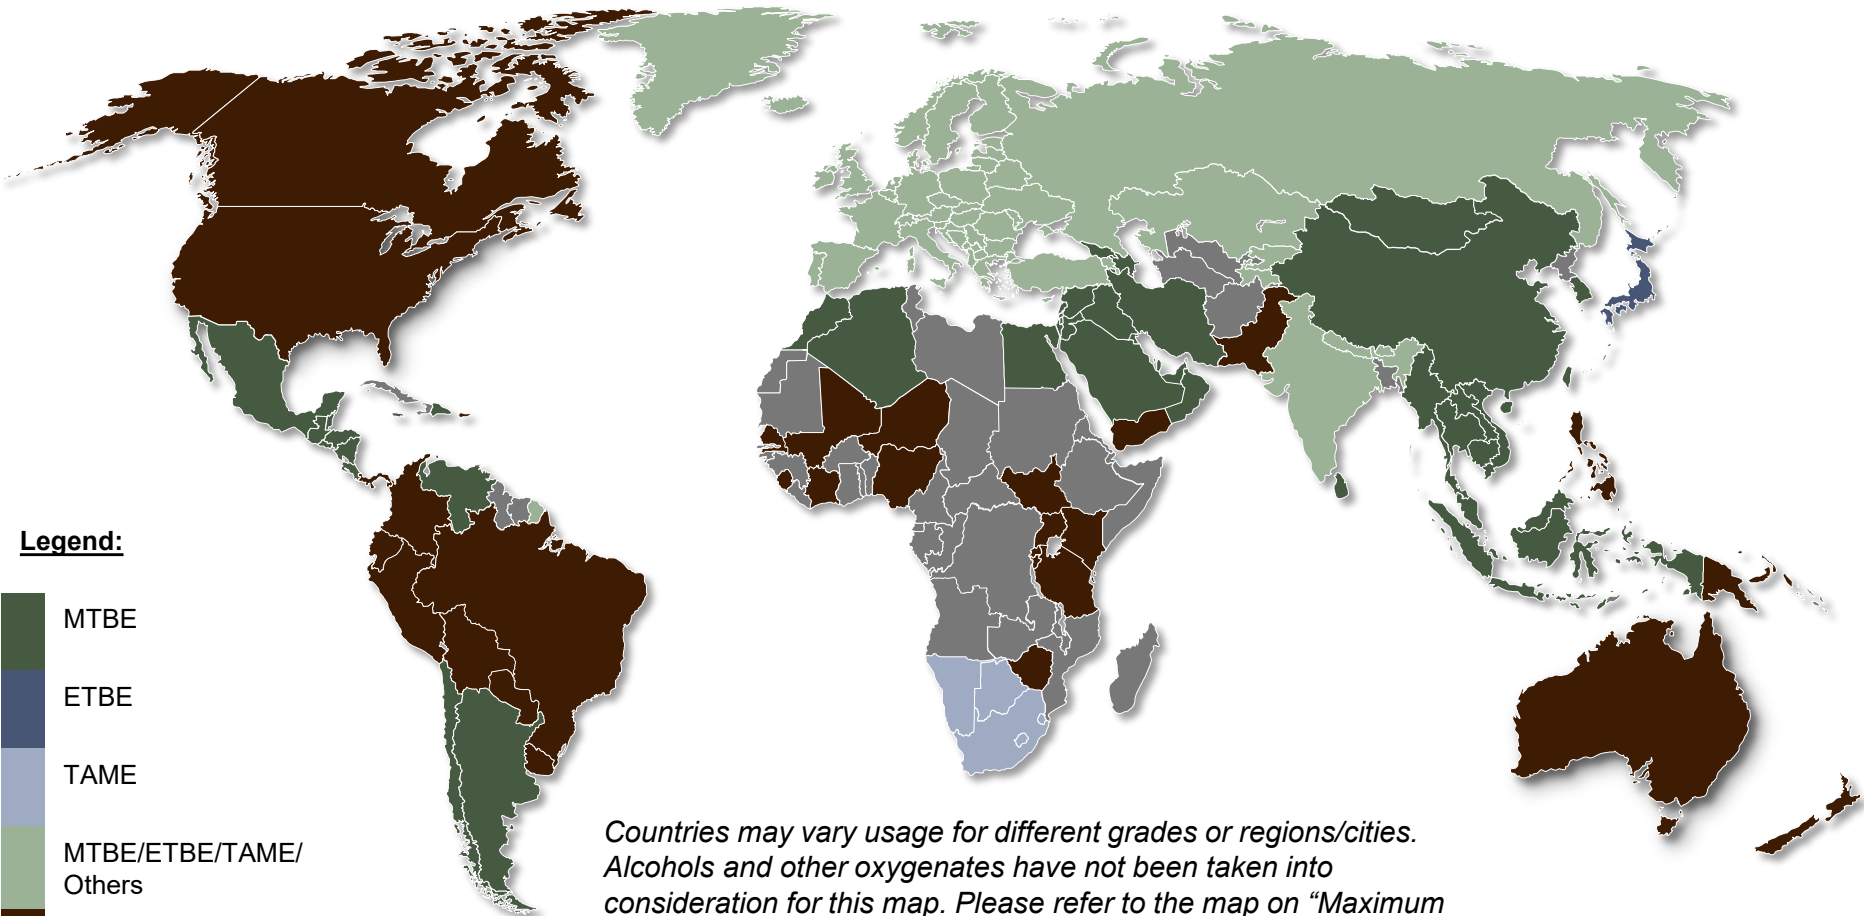 Legend:
MTBE
ETBE
TAME
MTBE/ETBE/TAME/
Others
Countries may vary usage for different grades or regions/cities.
Alcohols and other oxygenates have not been taken into
consideration for this map. Please refer to the map on “Maximum